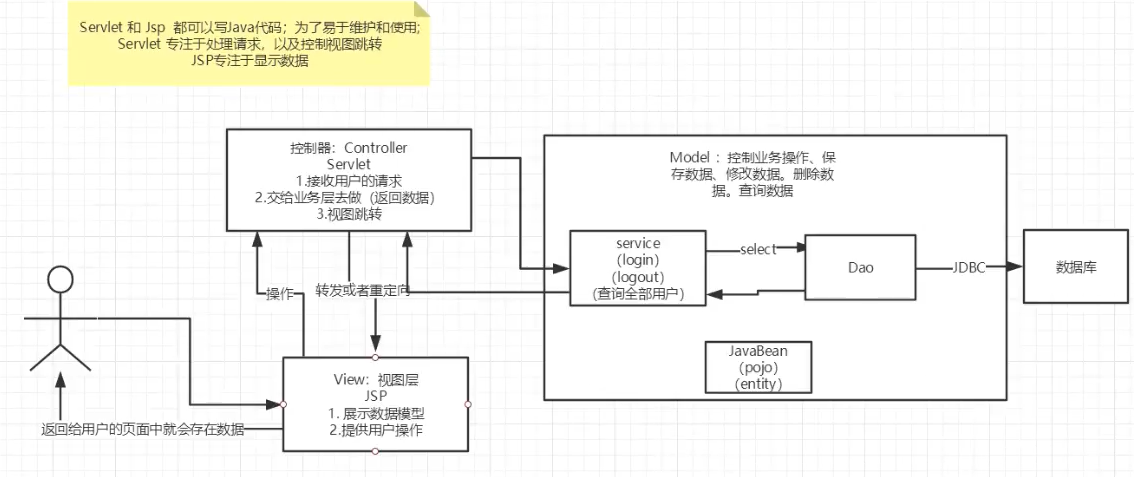 Servlet 和 Jsp 都可以写Java代码；为了易于维护和使用;
Servlet 专注于处理请求，以及控制视图跳转
JSP专注于显示数据
控制器：Controller
Servlet
1.接收用户的请求
2.交给业务层去做（返回数据）
3.视图跳转
Model ：控制业务操作、保
存数据、修改数据。删除数
据。查询数据
service
（login）
（logout）
（查询全部用户）
select
Dao
JDBC
数据库
操作
转发或者重定向
JavaBean
（pojo）
（entity）
View：视图层
JSP
1. 展示数据模型
2.提供用户操作
返回给用户的页面中就会存在数据